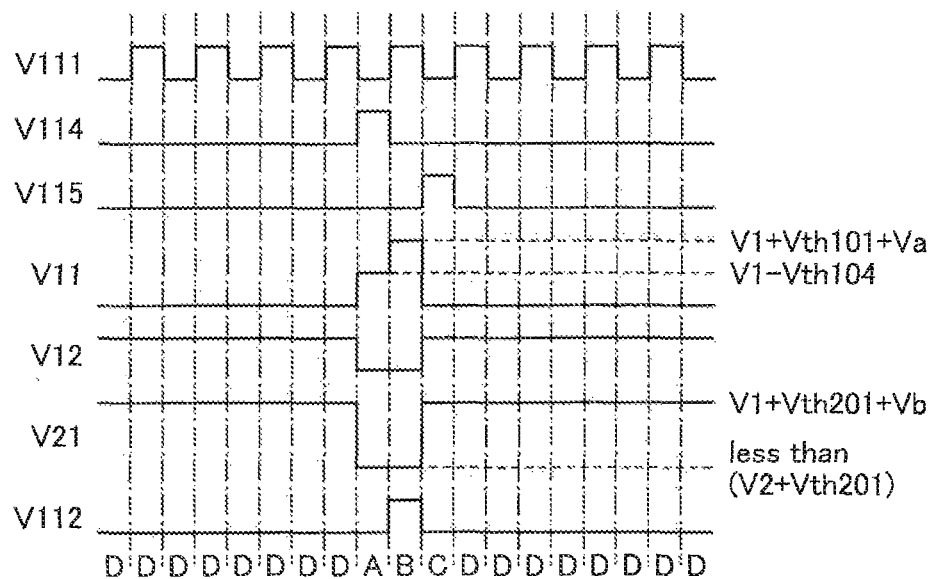 V111
V114
V115
V1+Vth101+Va
V11
V1-Vth104
V12
V1+Vth201+Vb
V21
less than
(V2+Vth201)
V112
D D D D D D D D A B C D D D D D D D D